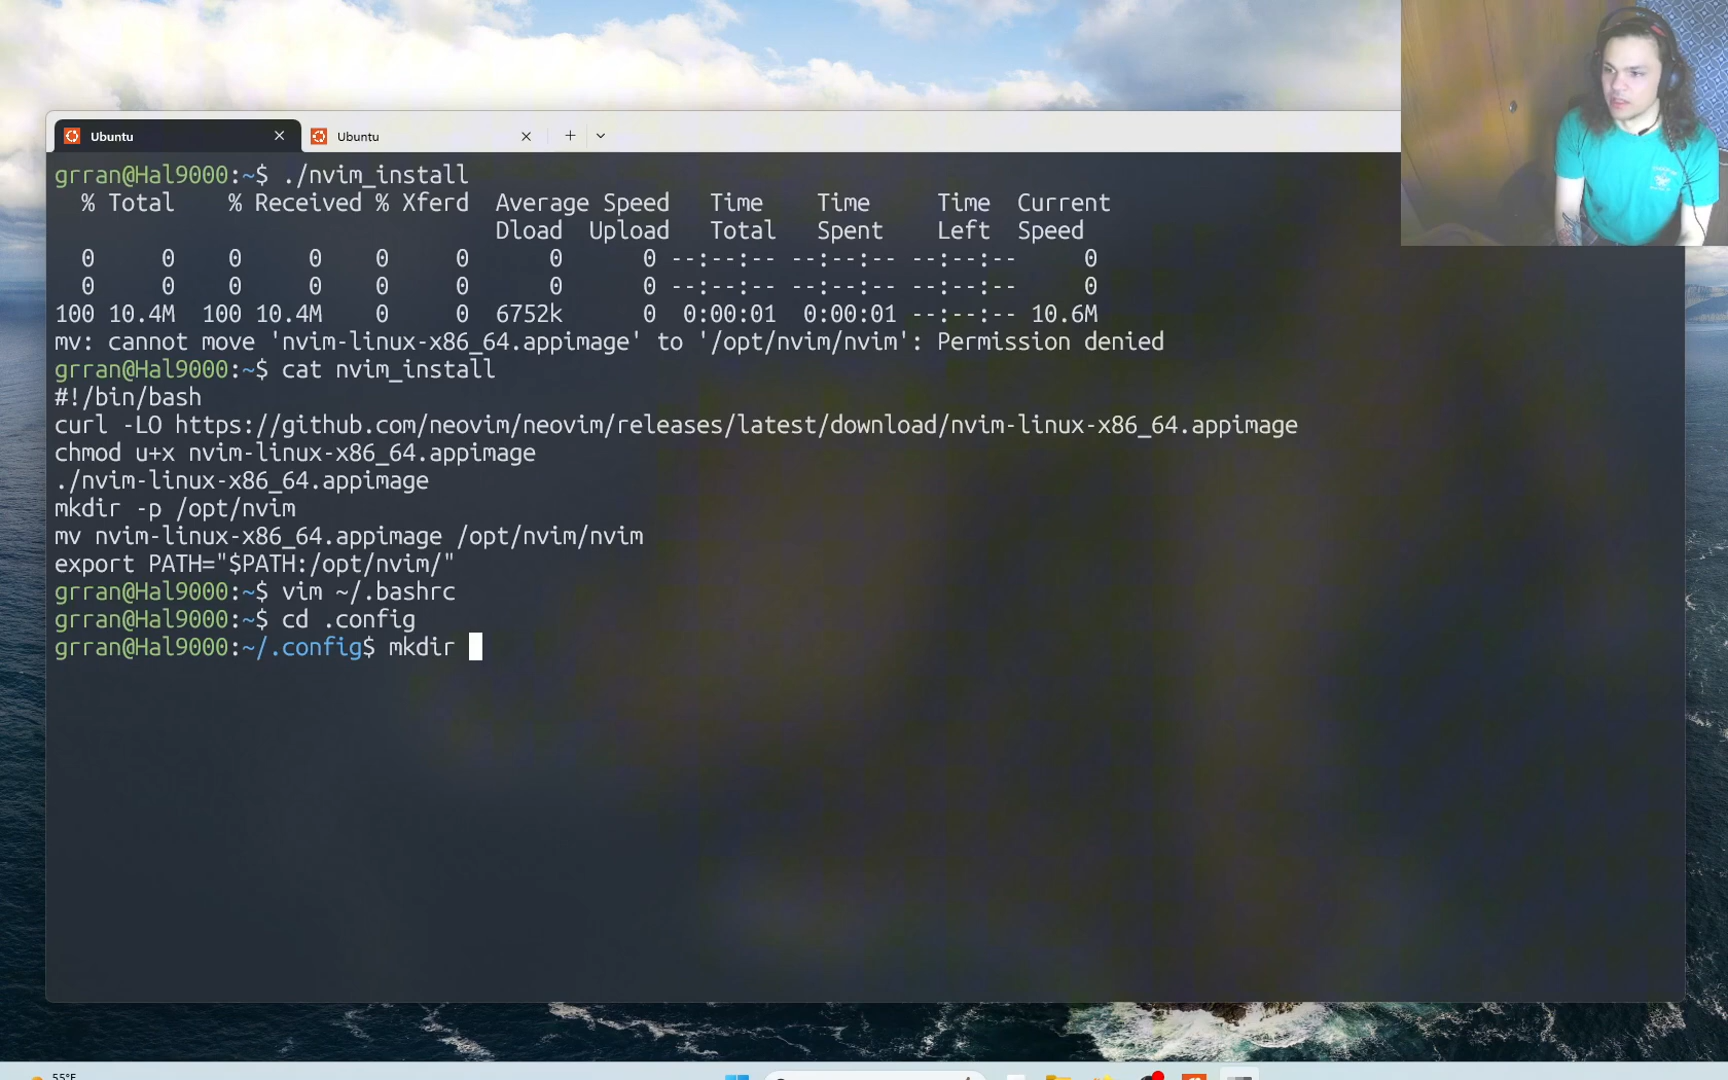 Ubuntu
Ubuntu
grran@Hal9000:~$ ./nvim_install
% Total % Received % Xferd Average Speed Time Time Time Current
Dload Upload Total Spent Left Speed
0 0 0 0 0 0 0 0 --:--:-- --:--:-- --:--:-- 0
0 0 0 0 0 0 0 0 --:--:-- --:--:-- --:--:-- 0
100 10.4M 100 10.4M 0 0 6752k 0 0:00:01 0:00:01 --:--:-- 10.6M
mv: cannot move 'nvim-linux-x86_64.appimage' to '/opt/nvim/nvim': Permission denied
grran@Hal9000:~$ cat nvim_install
#!/bin/bash
curl -LO https://github.com/neovim/neovim/releases/latest/download/nvim-linux-x86_64.appimage
chmod u+x nvim-linux-x86_64.appimage
./nvim-linux-x86_64.appimage
mkdir -p /opt/nvim
mv nvim-linux-x86_64.appimage /opt/nvim/nvim
export PATH="$PATH:/opt/nvim/"
grran@Hal9000:~$ vim ~/.bashrc
grran@Hal9000:~$ cd .config
grran@Hal9000:~/.config$ mkdir
55°F